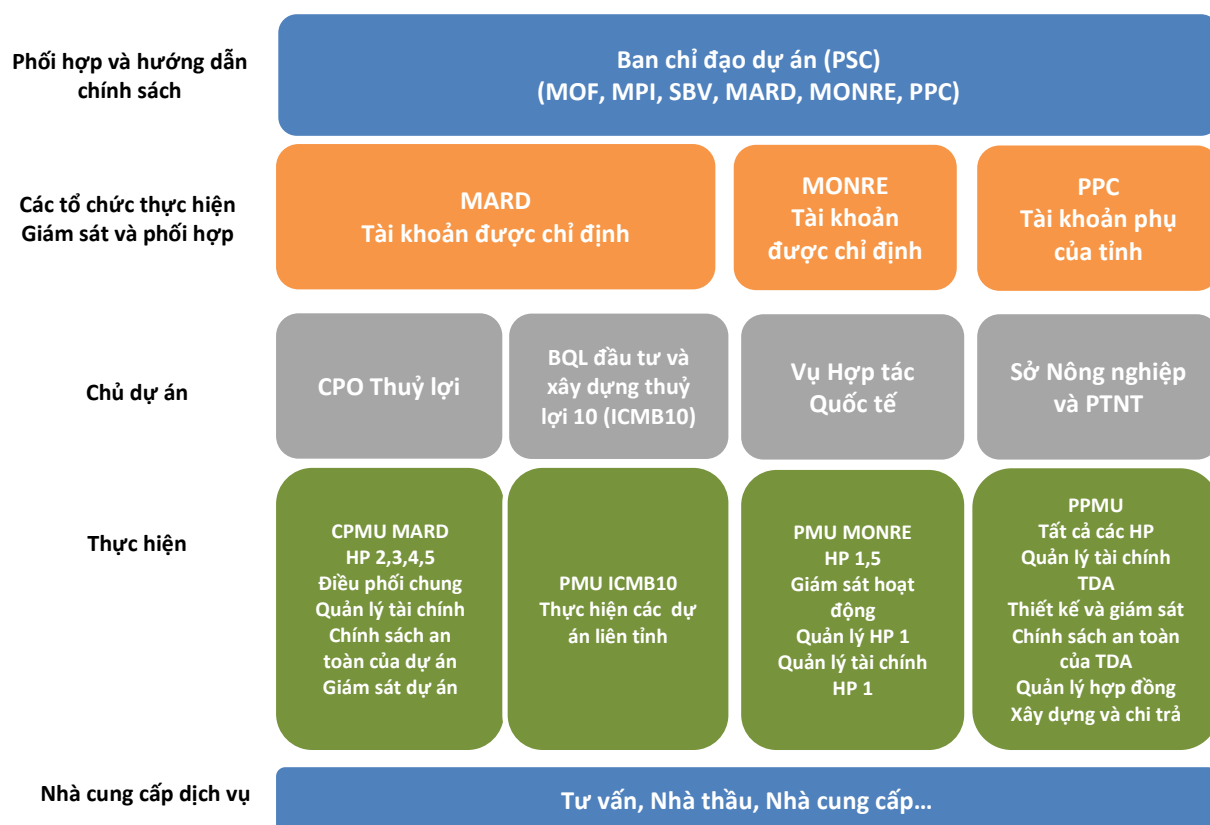 Phối hợp và hướng dẫn
chính sách
Ban chỉ đạo dự án (PSC)
(MOF, MPI, SBV, MARD, MONRE, PPC)
Các tổ chức thực hiện
Giám sát và phối hợp
MARD
Tài khoản được chỉ định
MONRE
Tài khoản
được chỉ định
PPC
Tài khoản phụ
của tỉnh
Chủ dự án
CPO Thuỷ lợi
BQL đầu tư và
xây dựng thuỷ
lợi 10 (ICMB10)
Vụ Hợp tác
Quốc tế
Sở Nông nghiệp
và PTNT
Thực hiện
CPMU MARD
HP 2,3,4,5
Điều phối chung
Quản lý tài chính
Chính sách an
toàn của dự án
Giám sát dự án
PMU ICMB10
Thực hiện các dự
án liên tỉnh
PMU MONRE
HP 1,5
Giám sát hoạt
động
Quản lý HP 1
Quản lý tài chính
HP 1
PPMU
Tất cả các HP
Quản lý tài chính
TDA
Thiết kế và giám sát
Chính sách an toàn
của TDA
Quản lý hợp đồng
Xây dựng và chi trả
Nhà cung cấp dịch vụ
Tư vấn, Nhà thầu, Nhà cung cấp...